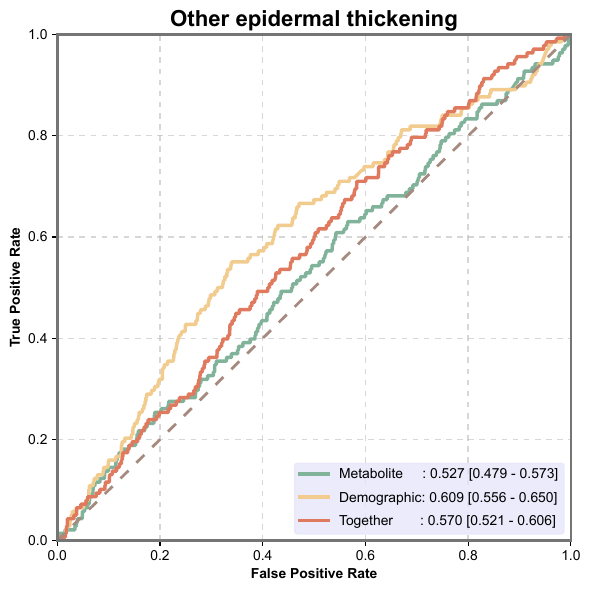 Other epidermal thickening
1.0
0.8
0.6
0.4
0.2
0.0
True Positive Rate
Metabolite : 0.527 [0.479 - 0.573]
Demographic: 0.609 [0.556 - 0.650]
Together : 0.570 [0.521 - 0.606]
0.0 0.2 0.4 0.6 0.8 1.0
False Positive Rate